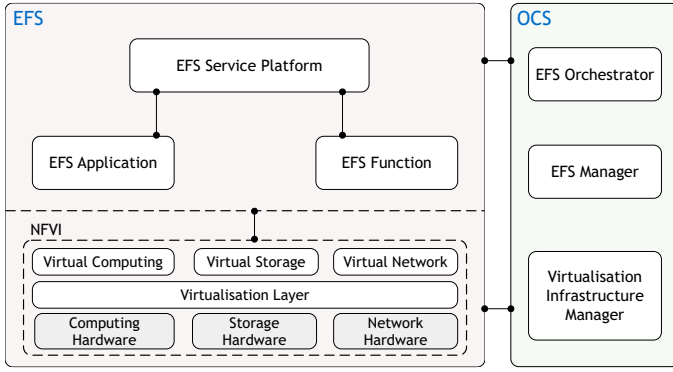 EFS
EFS Service Platform
EFS Application
EFS Function
NFVI
Virtual Computing
Virtual Storage
Virtual Network
Virtualisation Layer
Computing
Hardware
Storage
Hardware
Network
Hardware
OCS
EFS Orchestrator
EFS Manager
Virtualisation
Infrastructure
Manager